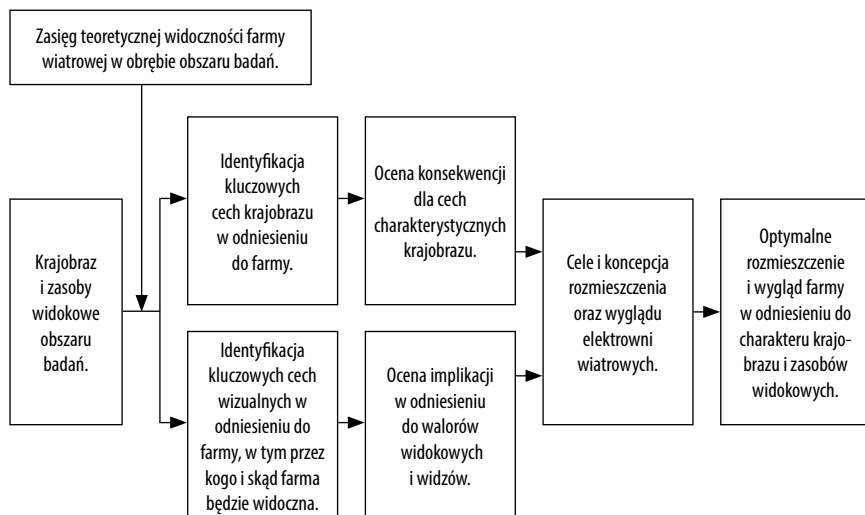 Zasięg teoretycznej widoczności farmy
wiatrowej w obrębie obszaru badań.
Krajobraz
i zasoby
widokowe
obszaru
badań.
Identyfikacja
kluczowych
cech krajobrazu
w odniesieniu
do farmy.
Ocena konsekwencji
dla cech
charakterystycznych
krajobrazu.
Identyfikacja
kluczowych cech
wizualnych w
odniesieniu do
farmy, w tym przez
kogo i skąd farma
będzie widoczna.
Ocena implikacji
w odniesieniu
do walorów
widokowych
i widzów.
Cele i koncepcja
rozmieszczenia
oraz wyglądu
elektrowni
wiatrowych.
Optymalne
rozmieszczenie
i wygląd farmy
w odniesieniu do
charakteru krajo-
brazu i zasobów
widokowych.